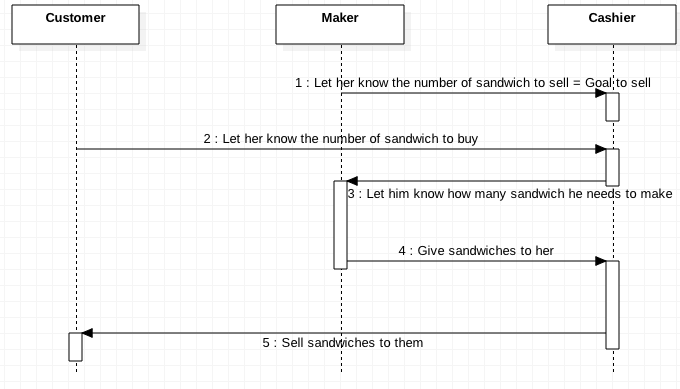 Customer
Maker
Cashier
1 : Let her know the number of sandwich to sell = Goal to sell
2 : Let her know the number of sandwich to buy
3 : Let him know how many sandwich he needs to make
4 : Give sandwiches to her
5 : Sell sandwiches to them